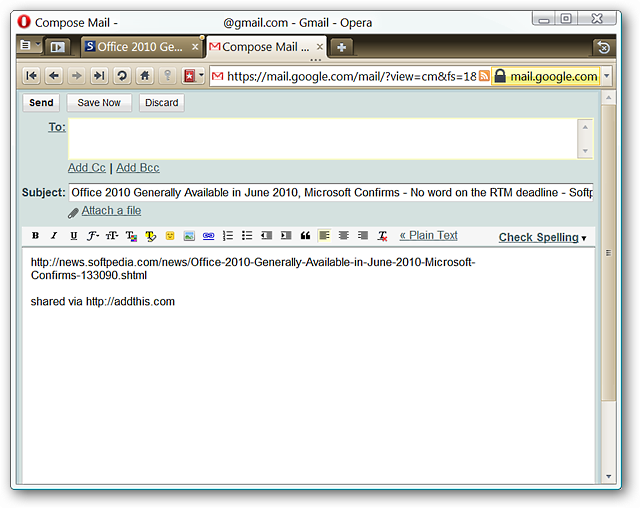 Compose Mail - @gmail.com - Gmail - Opera
Office 2010 Ge...
Compose Mail ...
https://mail.google.com/mail/?view=cm&fs=18
mail.google.com
Send Save Now Discard
To:
Add Cc | Add Bcc
Subject: Office 2010 Generally Available in June 2010, Microsoft Confirms - No word on the RTM deadline - Softp
Attach a file
B I U « Plain Text Check Spelling ▼
http://news.softpedia.com/news/Office-2010-Generally-Available-in-June-2010-Microsoft-
Confirms-133090.shtml
shared via http://addthis.com